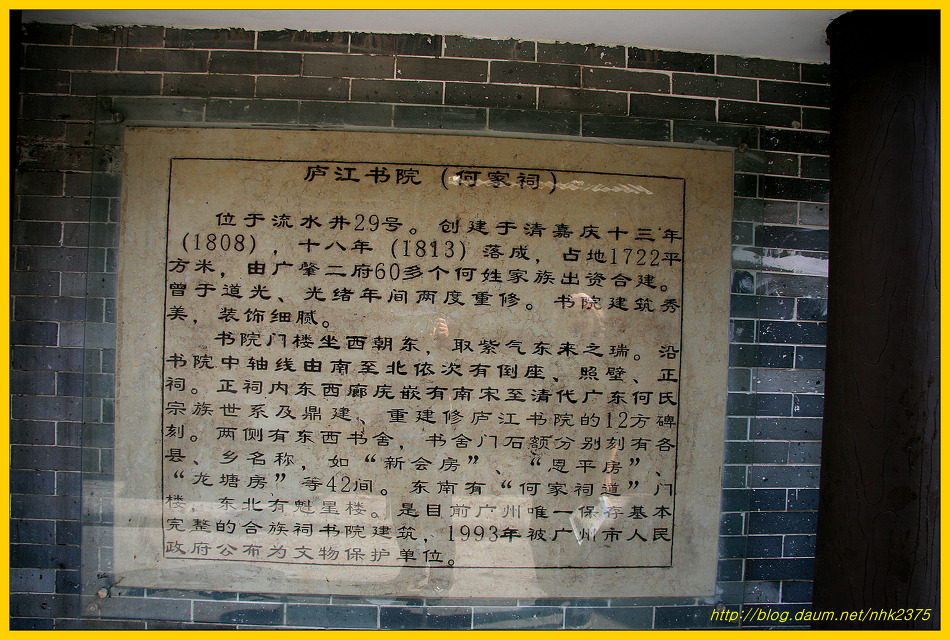 庐江书院（何家祠）
位于流水井29号。创建于清嘉庆十三年
（1808），十八年（1813）落成，占地1722平
方米，由广肇二府60多个何姓家族出资合建。
曾于道光、光绪年间两度重修。书院建筑秀
美，装饰细腻。
书院门楼坐西朝东，取紫气东来之瑞。沿
书院中轴线由南至北依次有倒座、照壁、正
祠。正祠内东西廊庑嵌有南宋至清代广东何氏
宗族世系及鼎建、重建修庐江书院的12方碑
刻。两侧有东西书舍，书舍门石额分别刻有各
县、乡名称，如“新会房”、“恩平房”、
“龙塘房”等42间。东南有“何家祠道”门
楼，东北有魁星楼。是目前广州唯一保存基本
完整的合族祠书院建筑，1993年被广州市人民
政府公布为文物保护单位。
http://blog.daum.net/nhk2375